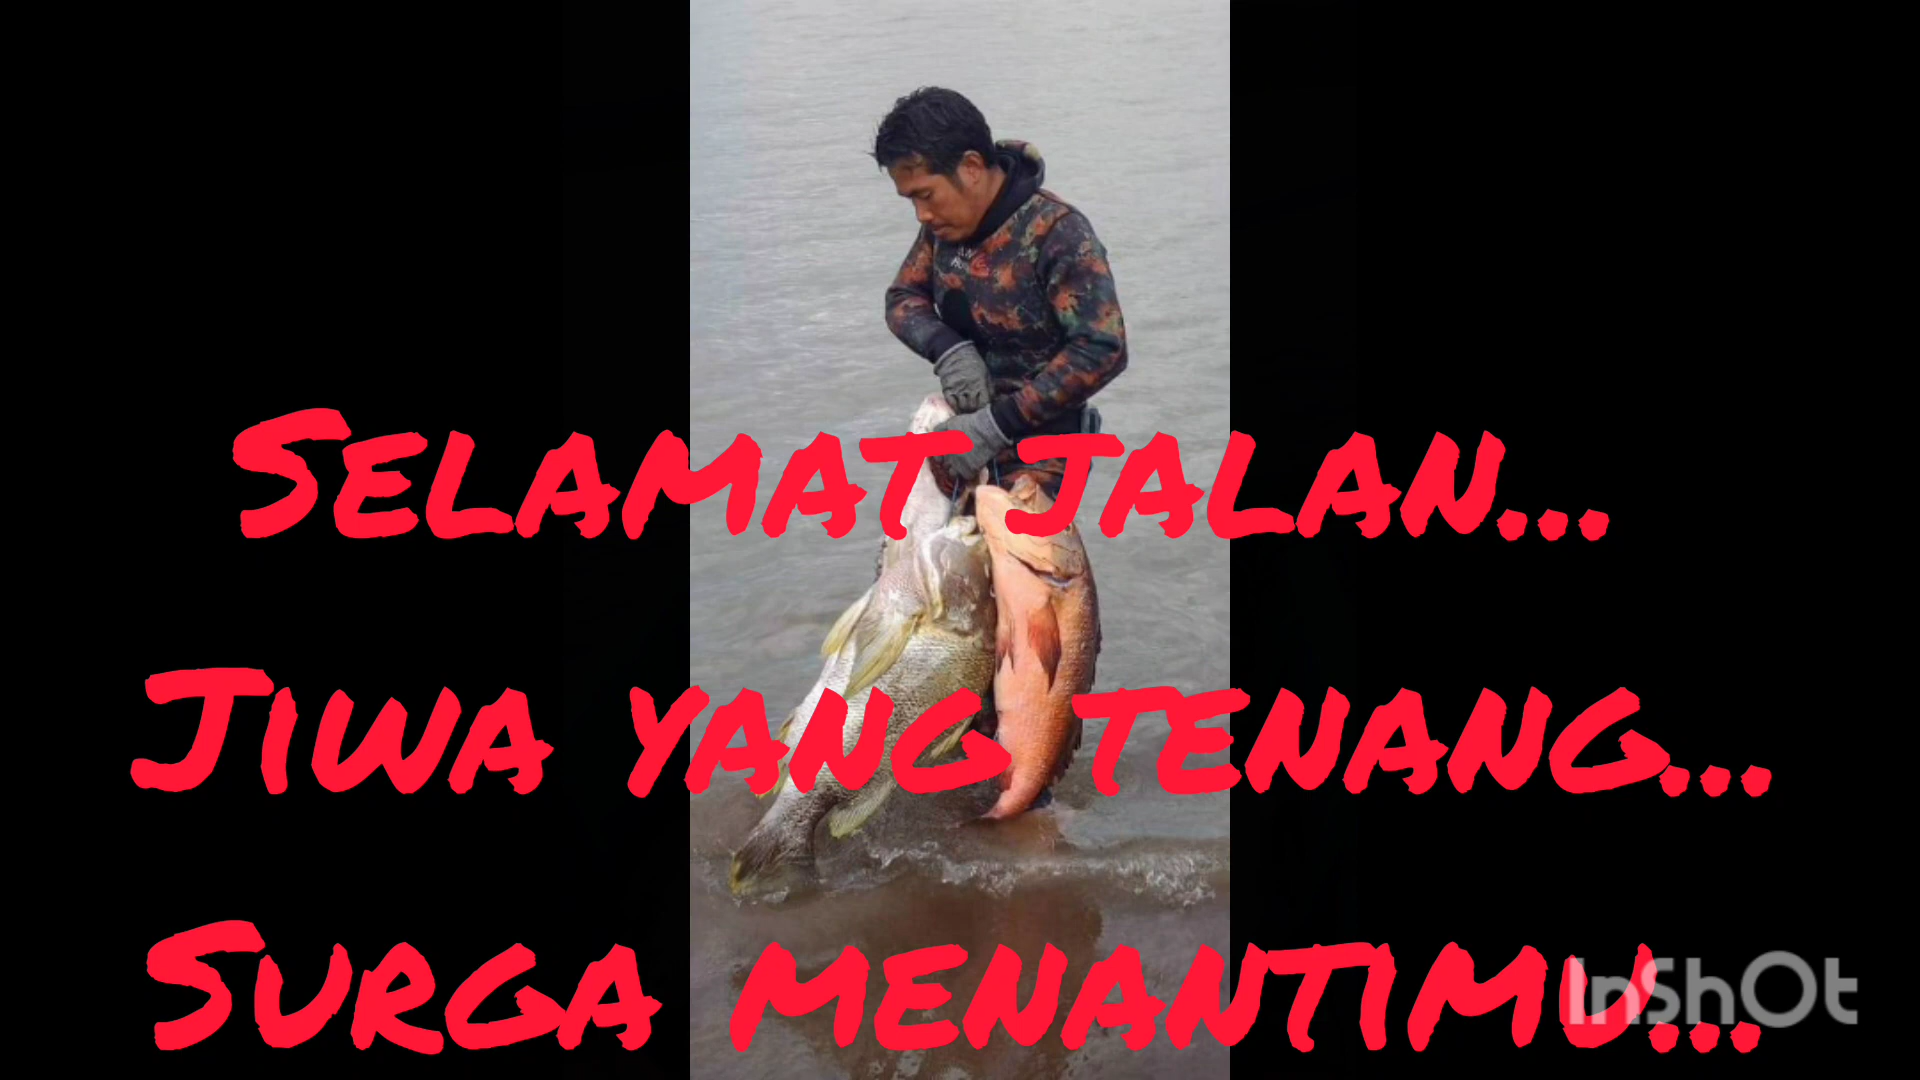 Selamat jalan...
Jiwa yang tenang...
Surga menantimu...
InShOt